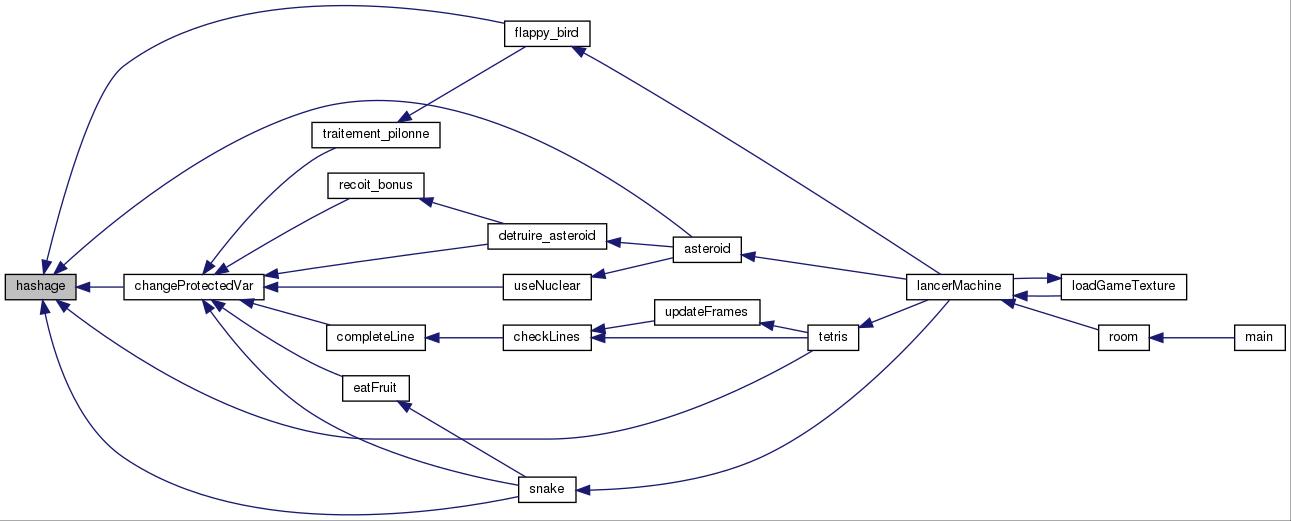 flappy_bird
traitement_pilonne
recoit_bonus
detruire_asteroid
asteroid
hashage
changeProtectedVar
useNuclear
lancerMachine
loadGameTexture
updateFrames
completeLine
checkLines
tetris
room
main
eatFruit
snake